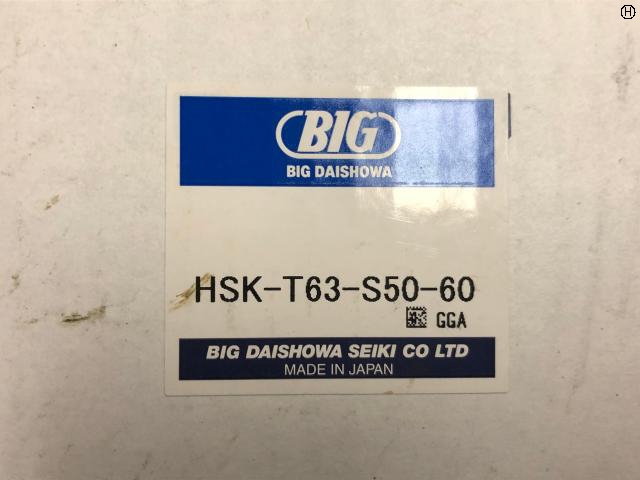 BIG
BIG DAISHOWA
HSK-T63-S50-60
GGA
BIG DAISHOWA SEIKI CO LTD
MADE IN JAPAN
H